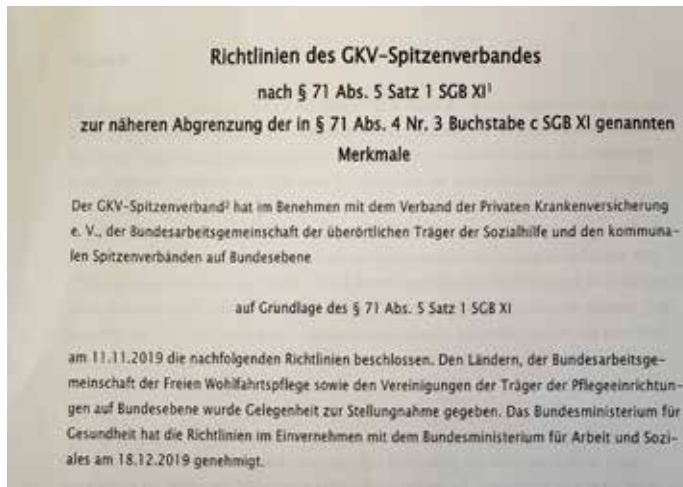 Richtlinien des GKV-Spitzenverbandes
nach § 71 Abs. 5 Satz 1 SGB XI¹
zur näheren Abgrenzung der in § 71 Abs. 4 Nr. 3 Buchstabe c SGB XI genannten
Merkmale
Der GKV-Spitzenverband² hat im Benehmen mit dem Verband der Privaten Krankenversicherung
e. V., der Bundesarbeitsgemeinschaft der überörtlichen Träger der Sozialhilfe und den kommuna-
len Spitzenverbänden auf Bundesebene
auf Grundlage des § 71 Abs. 5 Satz 1 SGB XI
am 11.11.2019 die nachfolgenden Richtlinien beschlossen. Den Ländern, der Bundesarbeitsge-
meinschaft der Freien Wohlfahrtspflege sowie den Vereinigungen der Träger der Pflegeeinrichtun-
gen auf Bundesebene wurde Gelegenheit zur Stellungnahme gegeben. Das Bundesministerium für
Gesundheit hat die Richtlinien im Einvernehmen mit dem Bundesministerium für Arbeit und Sozi-
ales am 18.12.2019 genehmigt.